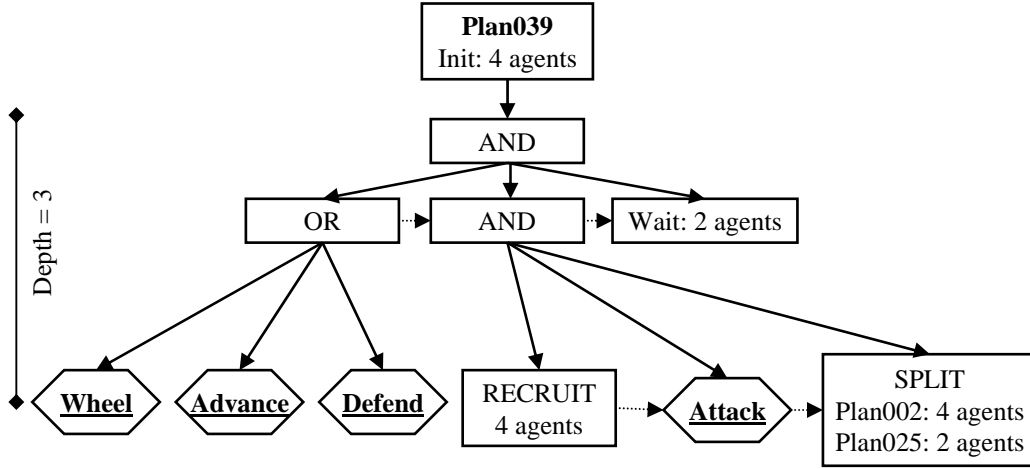 Plan039
Init: 4 agents
AND
Depth = 3
OR
AND
Wait: 2 agents
Wheel
Advance
Defend
RECRUIT
4 agents
Attack
SPLIT
Plan002: 4 agents
Plan025: 2 agents